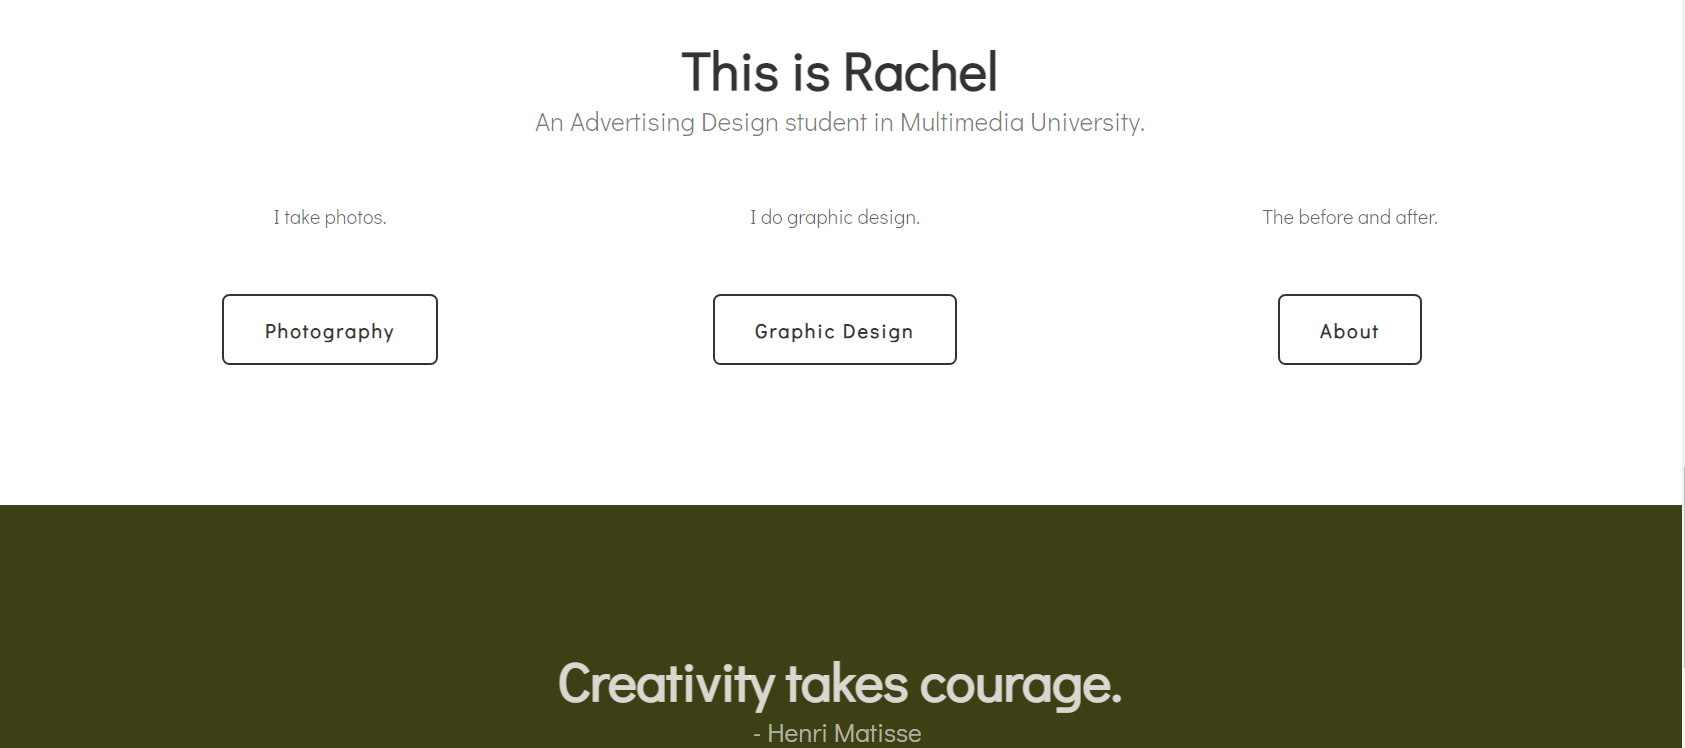 This is Rachel
An Advertising Design student in Multimedia University.
I take photos.
I do graphic design.
The before and after.
Photography
Graphic Design
About
Creativity takes courage.
- Henri Matisse